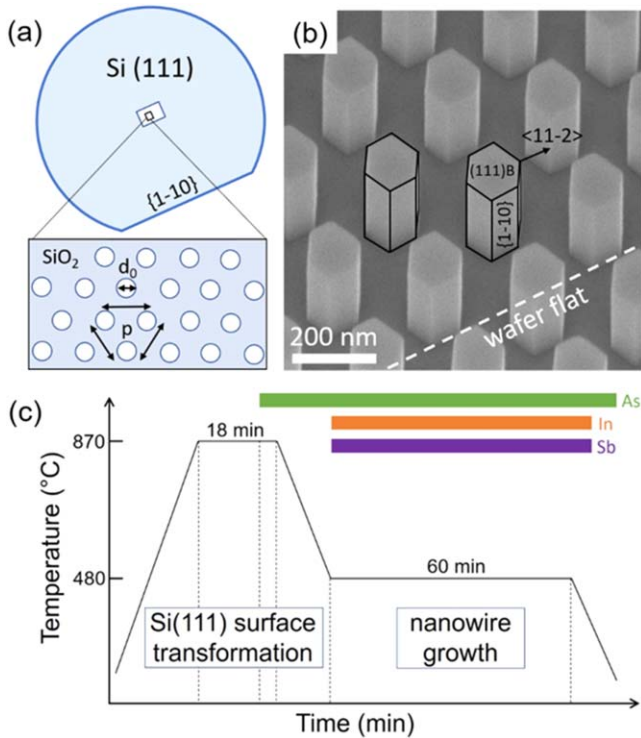 (a)
Si (111)
{1-10}
SiO₂
d₀
p
(b)
<11-2>
(111)B
{1-10}
wafer flat
200 nm
(c)
As
In
Sb
870
18 min
480
60 min
Si(111) surface
transformation
nanowire
growth
Temperature (°C)
Time (min)